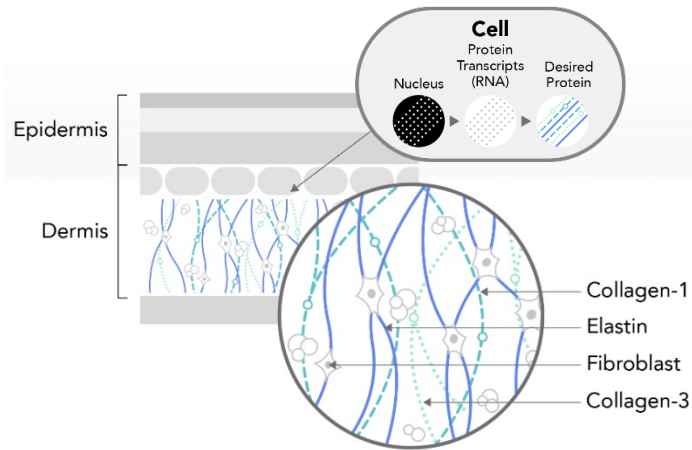 Cell
Nucleus
Protein
Transcripts
(RNA)
Desired
Protein
Epidermis
Dermis
Collagen-1
Elastin
Fibroblast
Collagen-3